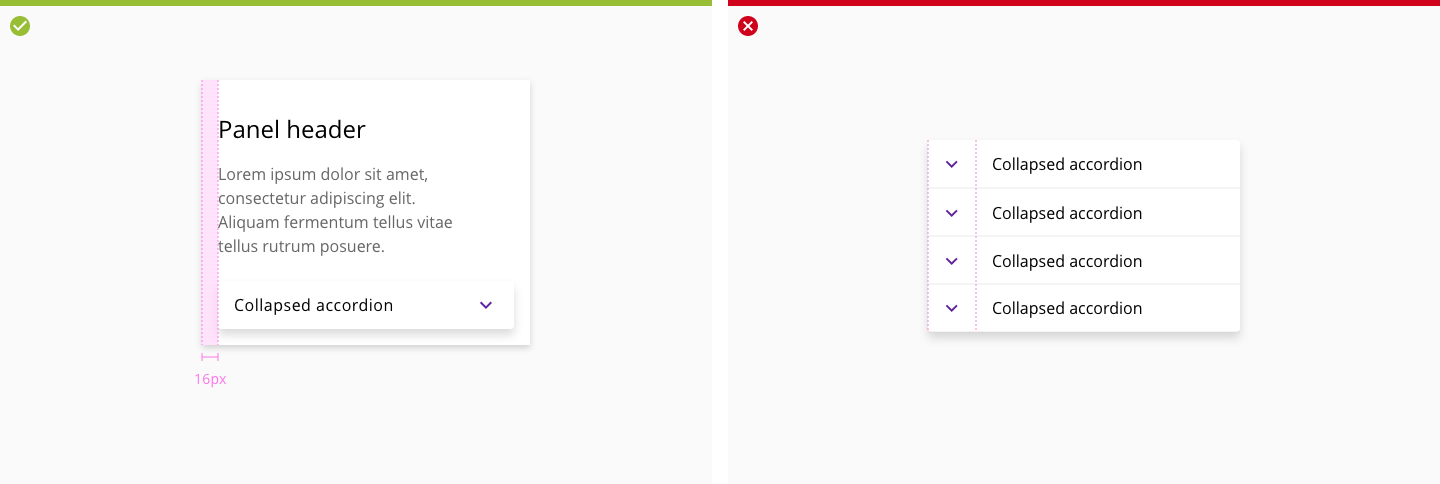 Panel header
Lorem ipsum dolor sit amet,
consectetur adipiscing elit.
Aliquam fermentum tellus vitae
tellus rutrum posuere.
Collapsed accordion
16px
Collapsed accordion
Collapsed accordion
Collapsed accordion
Collapsed accordion